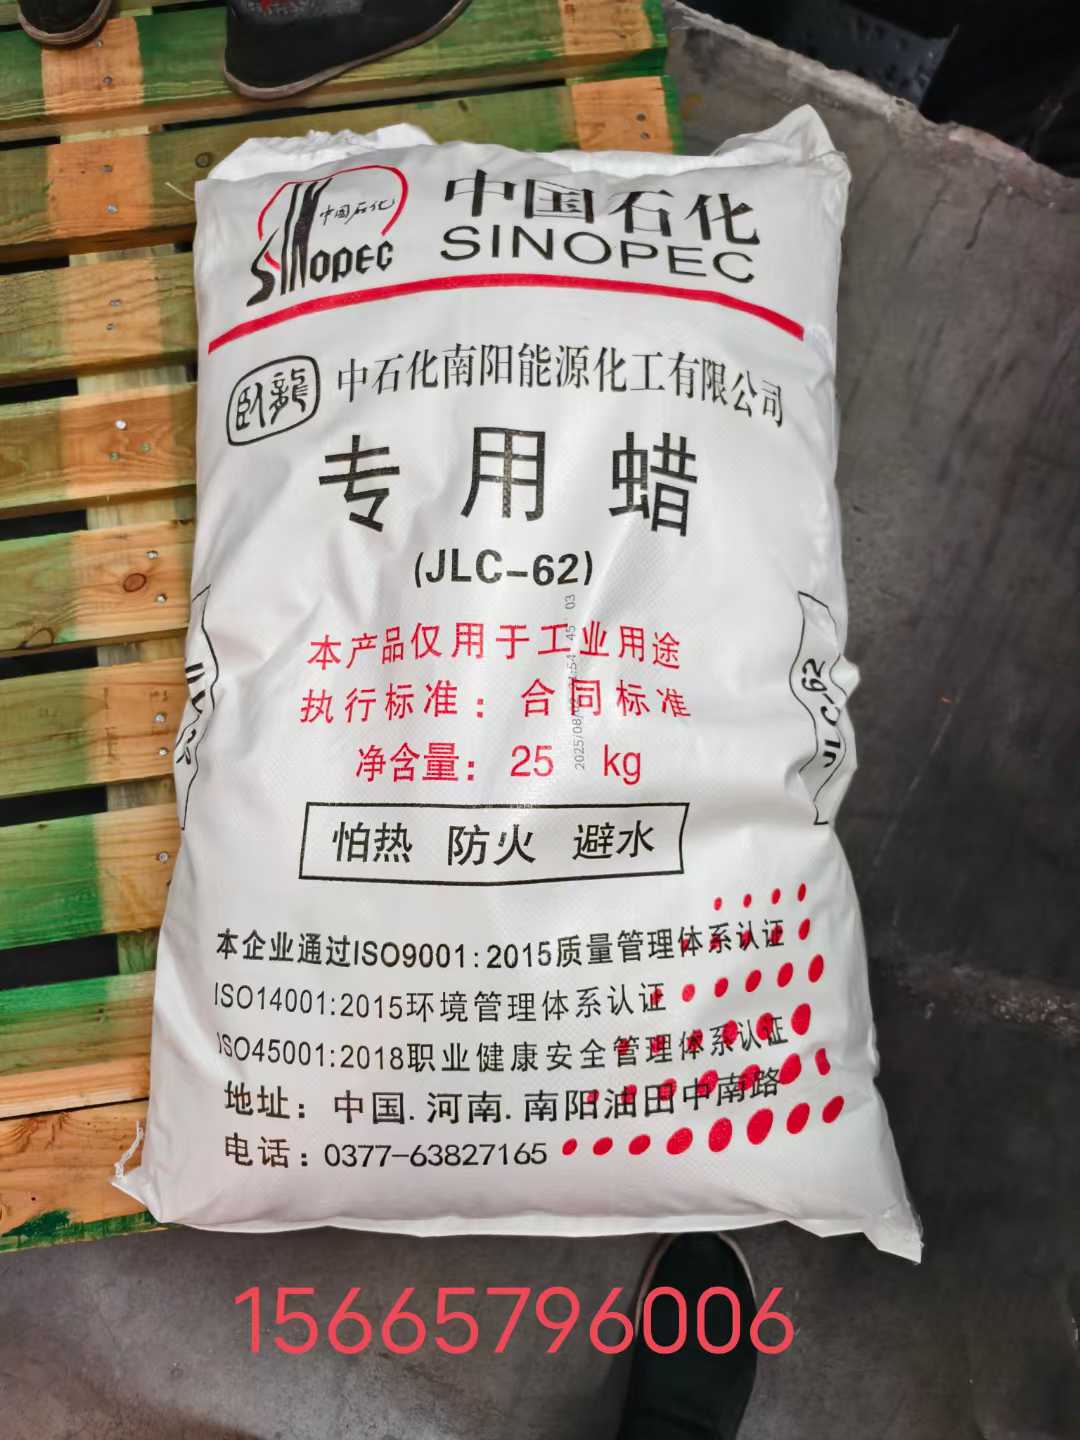 中国石化
SINOPEC
中国石化
SINOPEC
卧龍
中石化南阳能源化工有限公司
专用蜡
(JLC-62)
本产品仅用于工业用途
执行标准：合同标准
净含量：25 kg
怕热 防火 避水
本企业通过ISO9001:2015质量管理体系认证
ISO14001:2015环境管理体系认证
ISO45001:2018职业健康安全管理体系认证
地址：中国.河南.南阳油田中南路
电话：0377-63827165
15665796006